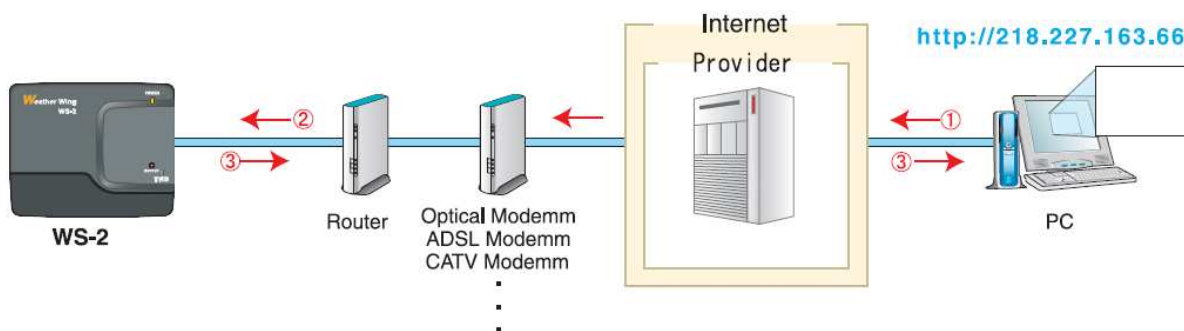 Internet
Provider
http://218.227.163.66
Weather Wing
WS-2
②
③
①
③
WS-2
Router
Optical Modemm
ADSL Modemm
CATV Modemm
PC